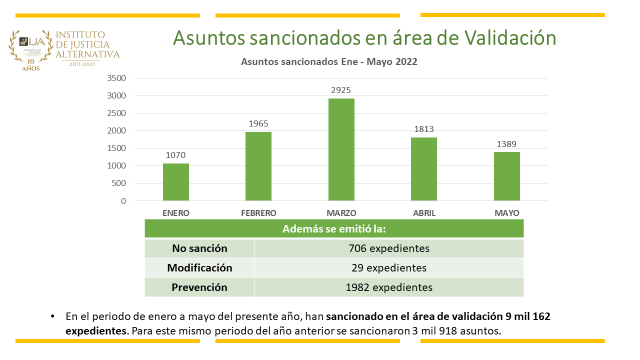 IJA
10
AÑOS
INSTITUTO
DE JUSTICIA
ALTERNATIVA
2011-2021
Asuntos sancionados en área de Validación
Asuntos sancionados Ene - Mayo 2022
3500
3000
2500
2000
1500
1000
500
0
1070
1965
2925
1813
1389
ENERO
FEBRERO
MARZO
ABRIL
MAYO
Además se emitió la:
No sanción 706 expedientes
Modificación 29 expedientes
Prevención 1982 expedientes
• En el periodo de enero a mayo del presente año, han sancionado en el área de validación 9 mil 162
expedientes. Para este mismo periodo del año anterior se sancionaron 3 mil 918 asuntos.